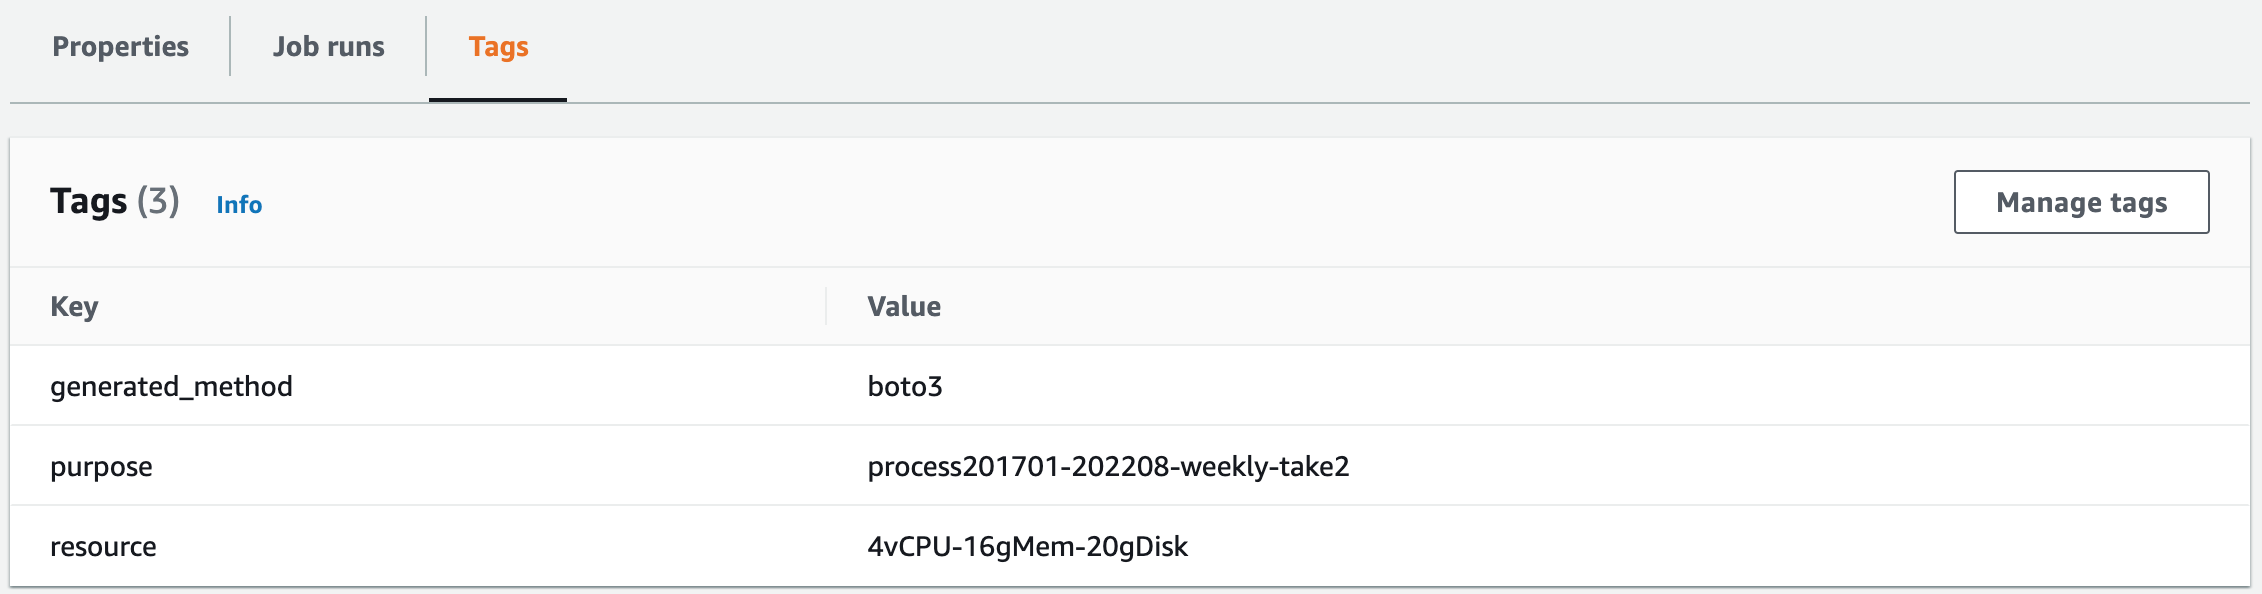 Properties Job runs Tags
Tags (3) Info Manage tags
Key Value
generated_method boto3
purpose process201701-202208-weekly-take2
resource 4vCPU-16gMem-20gDisk